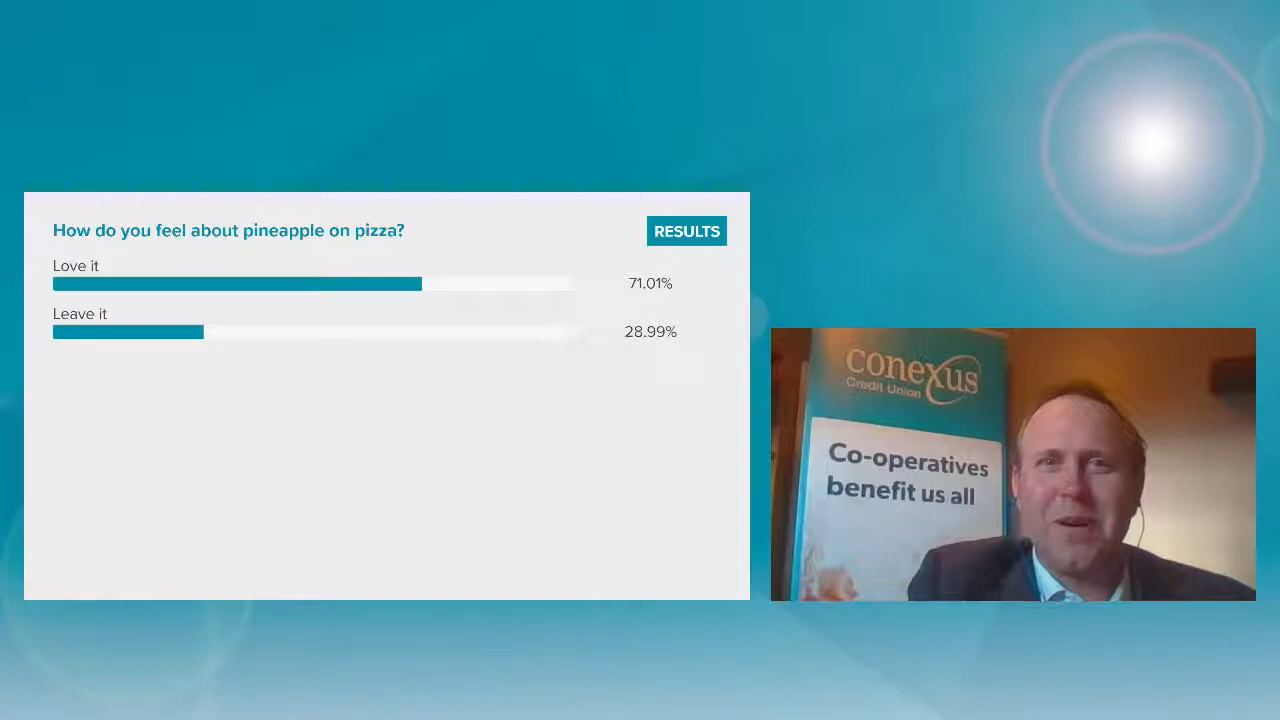 How do you feel about pineapple on pizza?
RESULTS
Love it
71.01%
Leave it
28.99%
conexus
Credit Union
Co-operatives
benefit us all